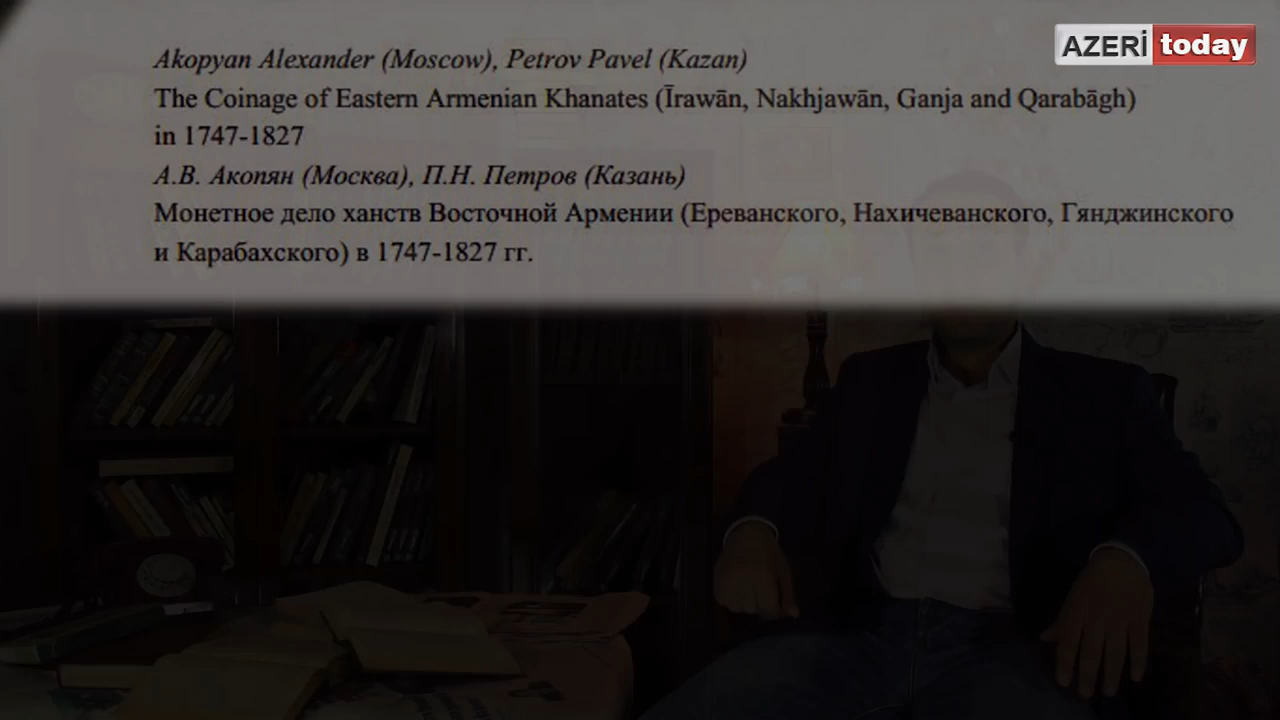 AZERİ today
Akopyan Alexander (Moscow), Petrov Pavel (Kazan)
The Coinage of Eastern Armenian Khanates (Īrawān, Nakhjawān, Ganja and Qarabāgh)
in 1747-1827
А.В. Акопян (Москва), П.Н. Петров (Казань)
Монетное дело ханств Восточной Армении (Ереванского, Нахичеванского, Гянджинского
и Карабахского) в 1747-1827 гг.